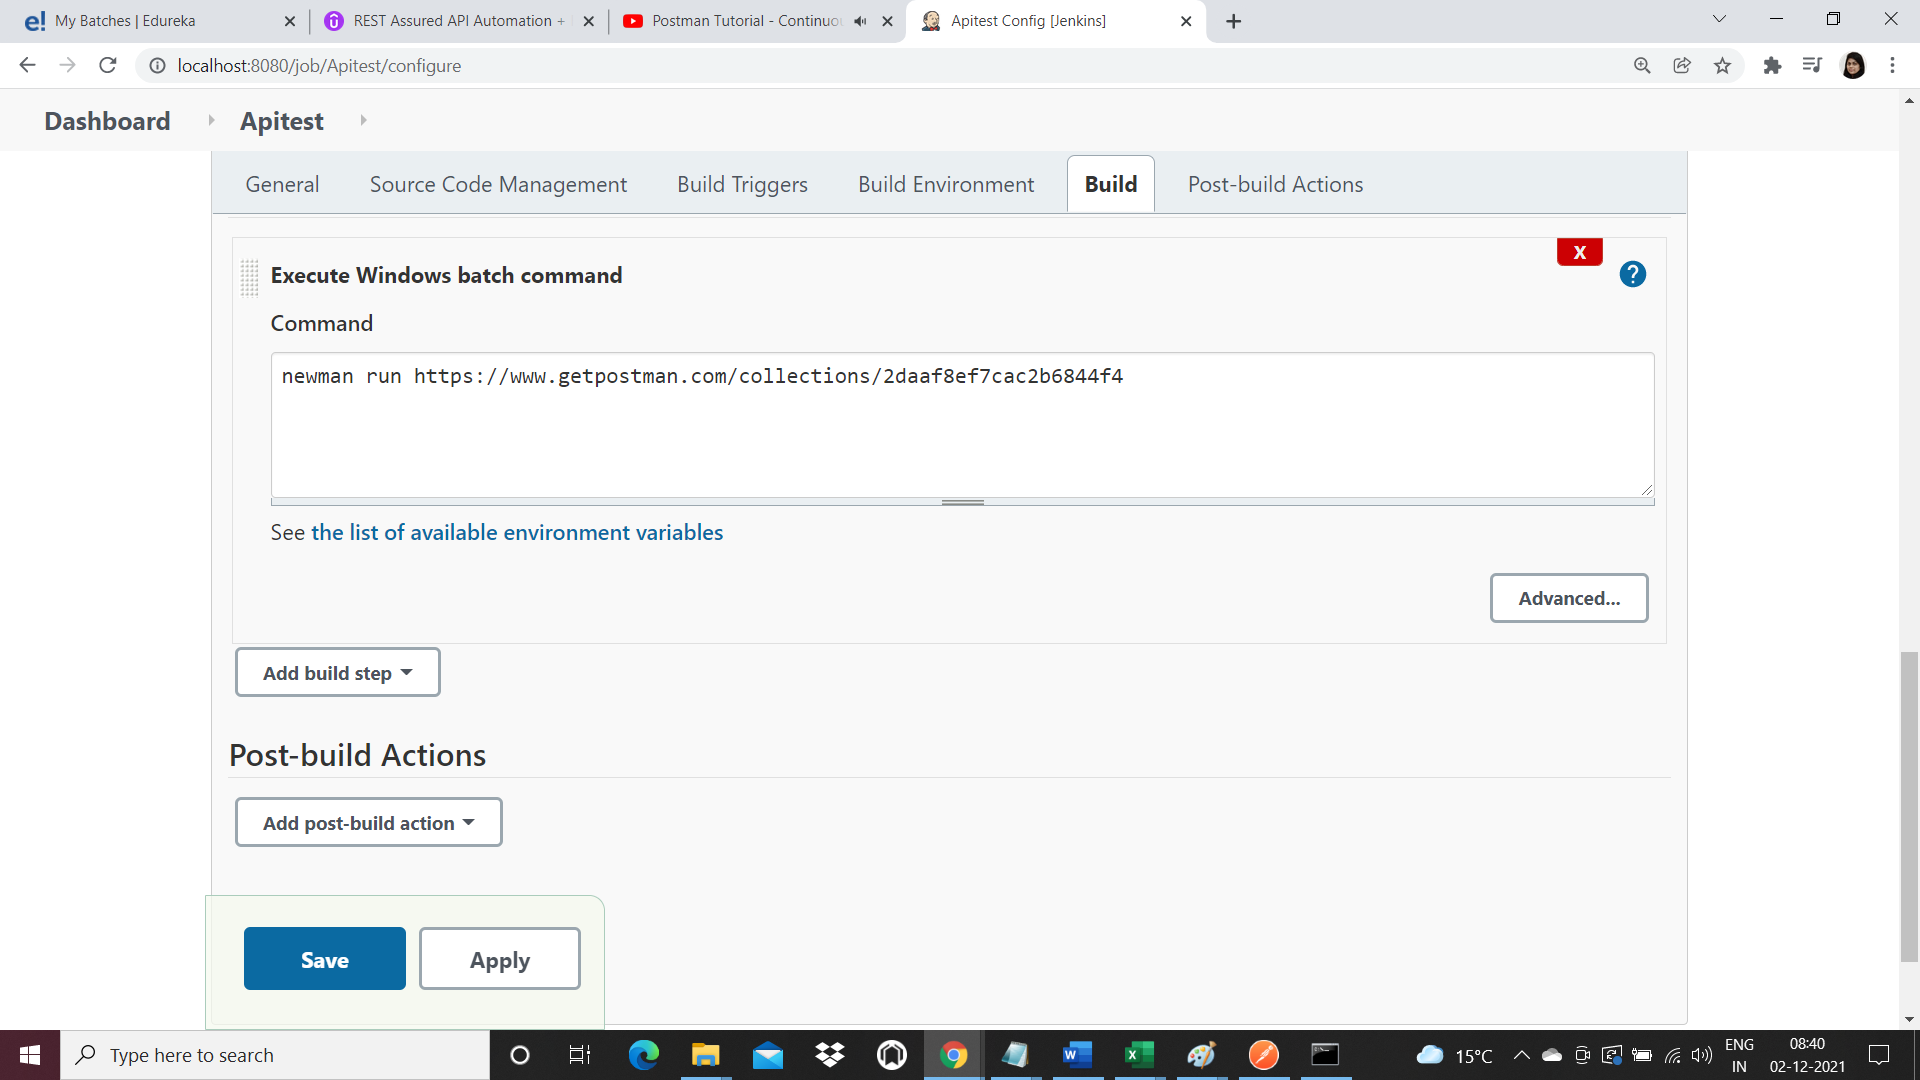 My Batches | Edureka
REST Assured API Automation +
Postman Tutorial - Continuou
Apitest Config [Jenkins]
localhost:8080/job/Apitest/configure
Dashboard
Apitest
General
Source Code Management
Build Triggers
Build Environment
Build
Post-build Actions
X
Execute Windows batch command
?
Command
newman run https://www.getpostman.com/collections/2daaf8ef7cac2b6844f4
See the list of available environment variables
Advanced...
Add build step
Post-build Actions
Add post-build action
Save
Apply
Type here to search
15°C
ENG
IN
08:40
02-12-2021